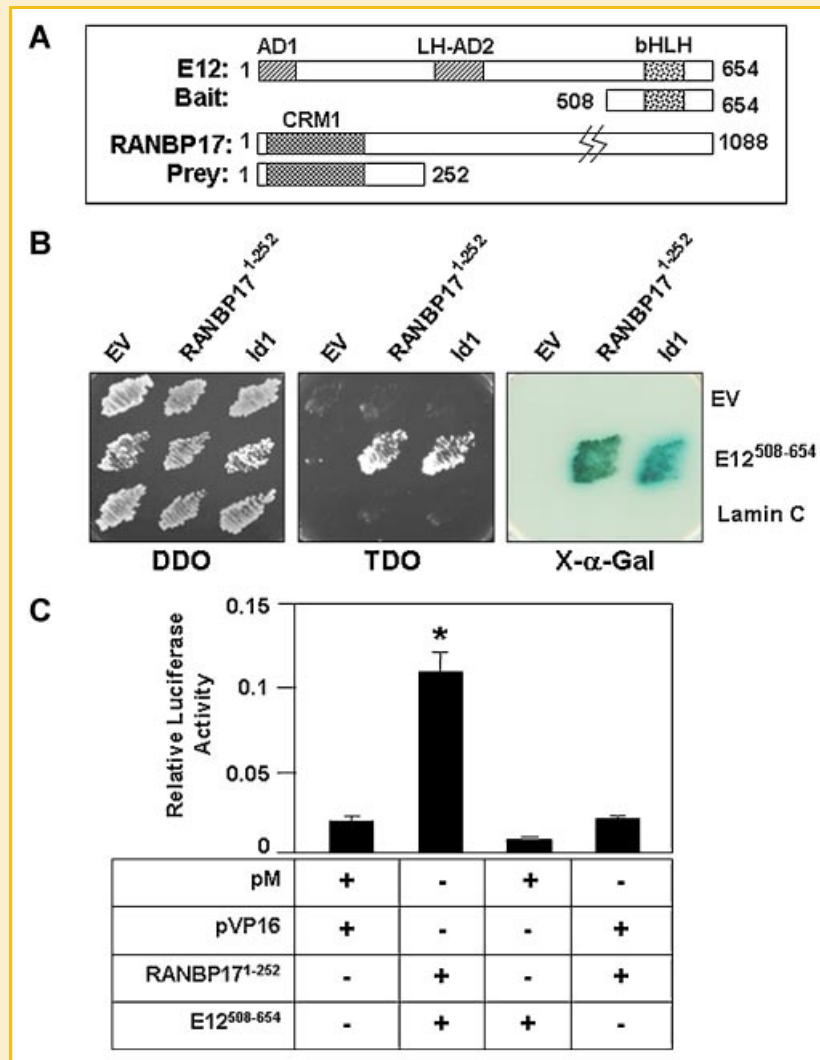 A
AD1 LH-AD2 bHLH
E12: 1 654
Bait: 508 654
CRM1
RANBP17: 1 1088
Prey: 1 252
B
EV RANBP17^1-252 Id1 EV RANBP17^1-252 Id1 EV RANBP17^1-252 Id1
EV
E12^508-654
Lamin C
DDO TDO X-α-Gal
C
Relative Luciferase
Activity
0.15
*
0.1
0.05
0
pM + - + -
pVP16 + - - +
RANBP17^1-252 - + - +
E12^508-654 - + + -